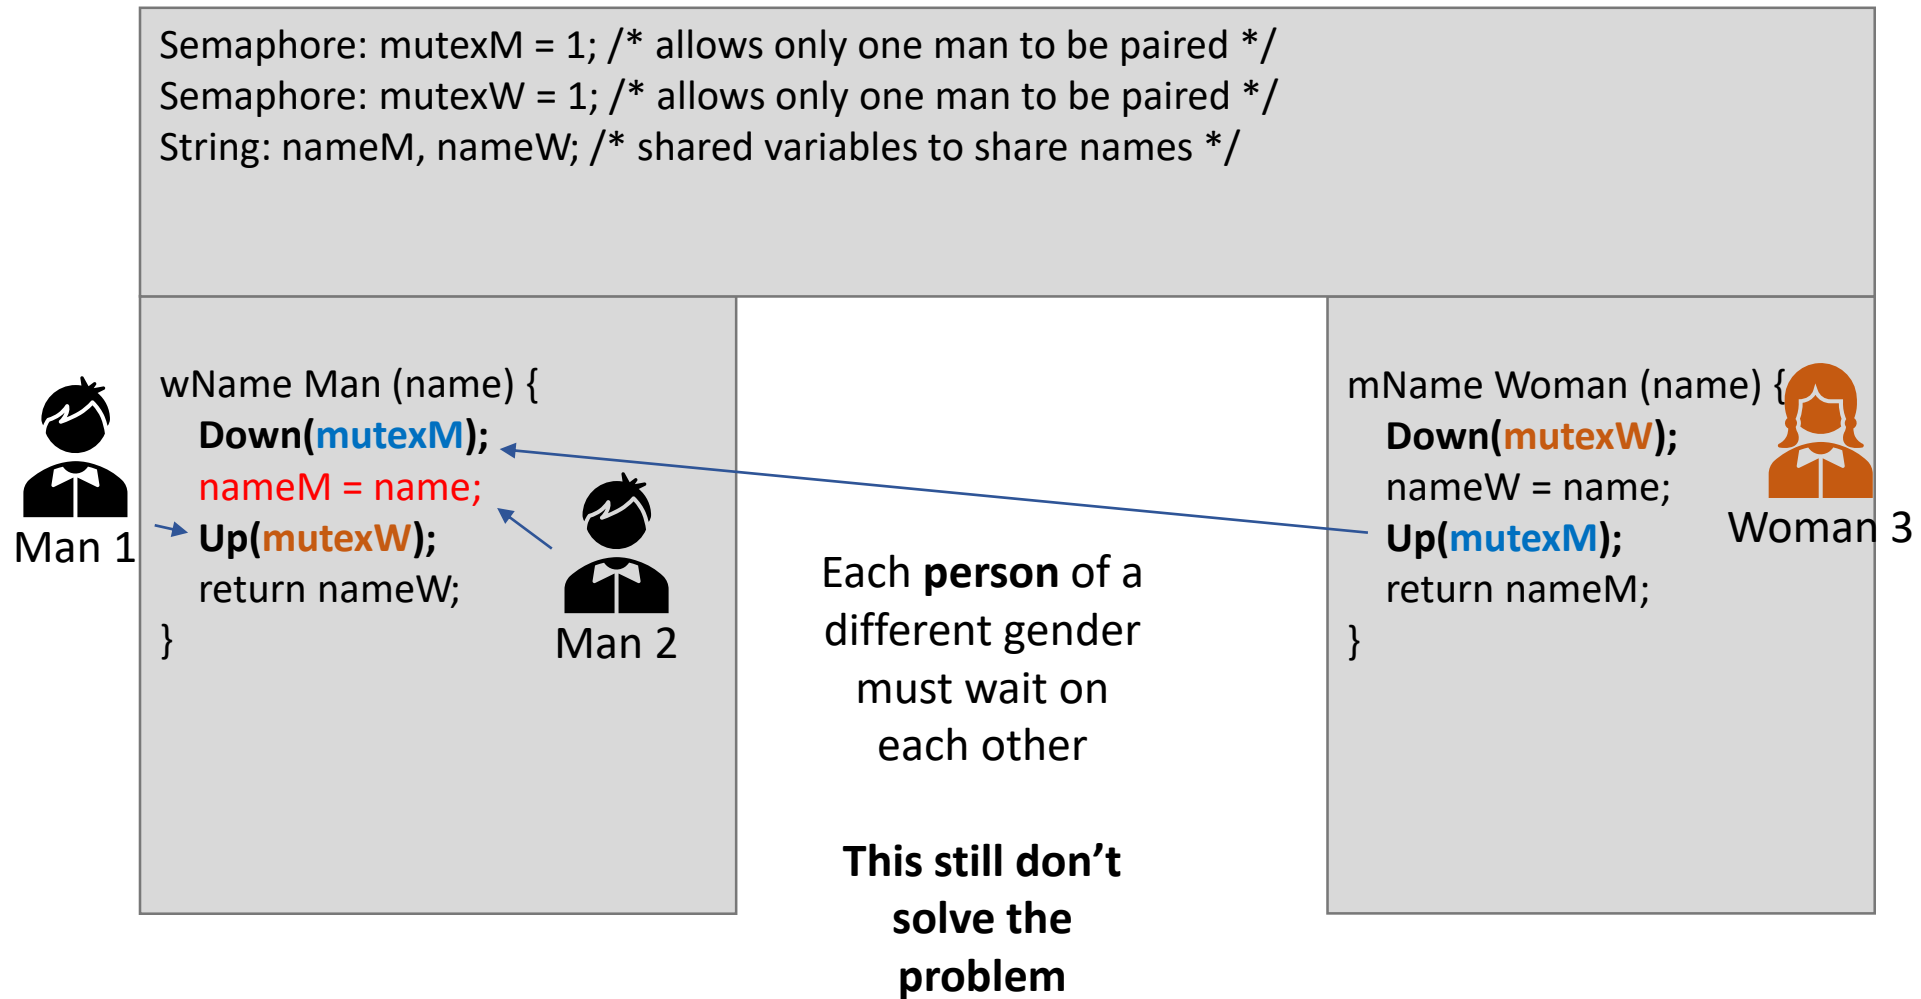 Semaphore: mutexM = 1; /* allows only one man to be paired */
Semaphore: mutexW = 1; /* allows only one man to be paired */
String: nameM, nameW; /* shared variables to share names */
wName Man (name) {
Down(mutexM);
nameM = name;
Up(mutexW);
return nameW;
}
Man 1
Man 2
Each person of a
different gender
must wait on
each other
This still don't
solve the
problem
mName Woman (name) {
Down(mutexW);
nameW = name;
Up(mutexM);
return nameM;
}
Woman 3